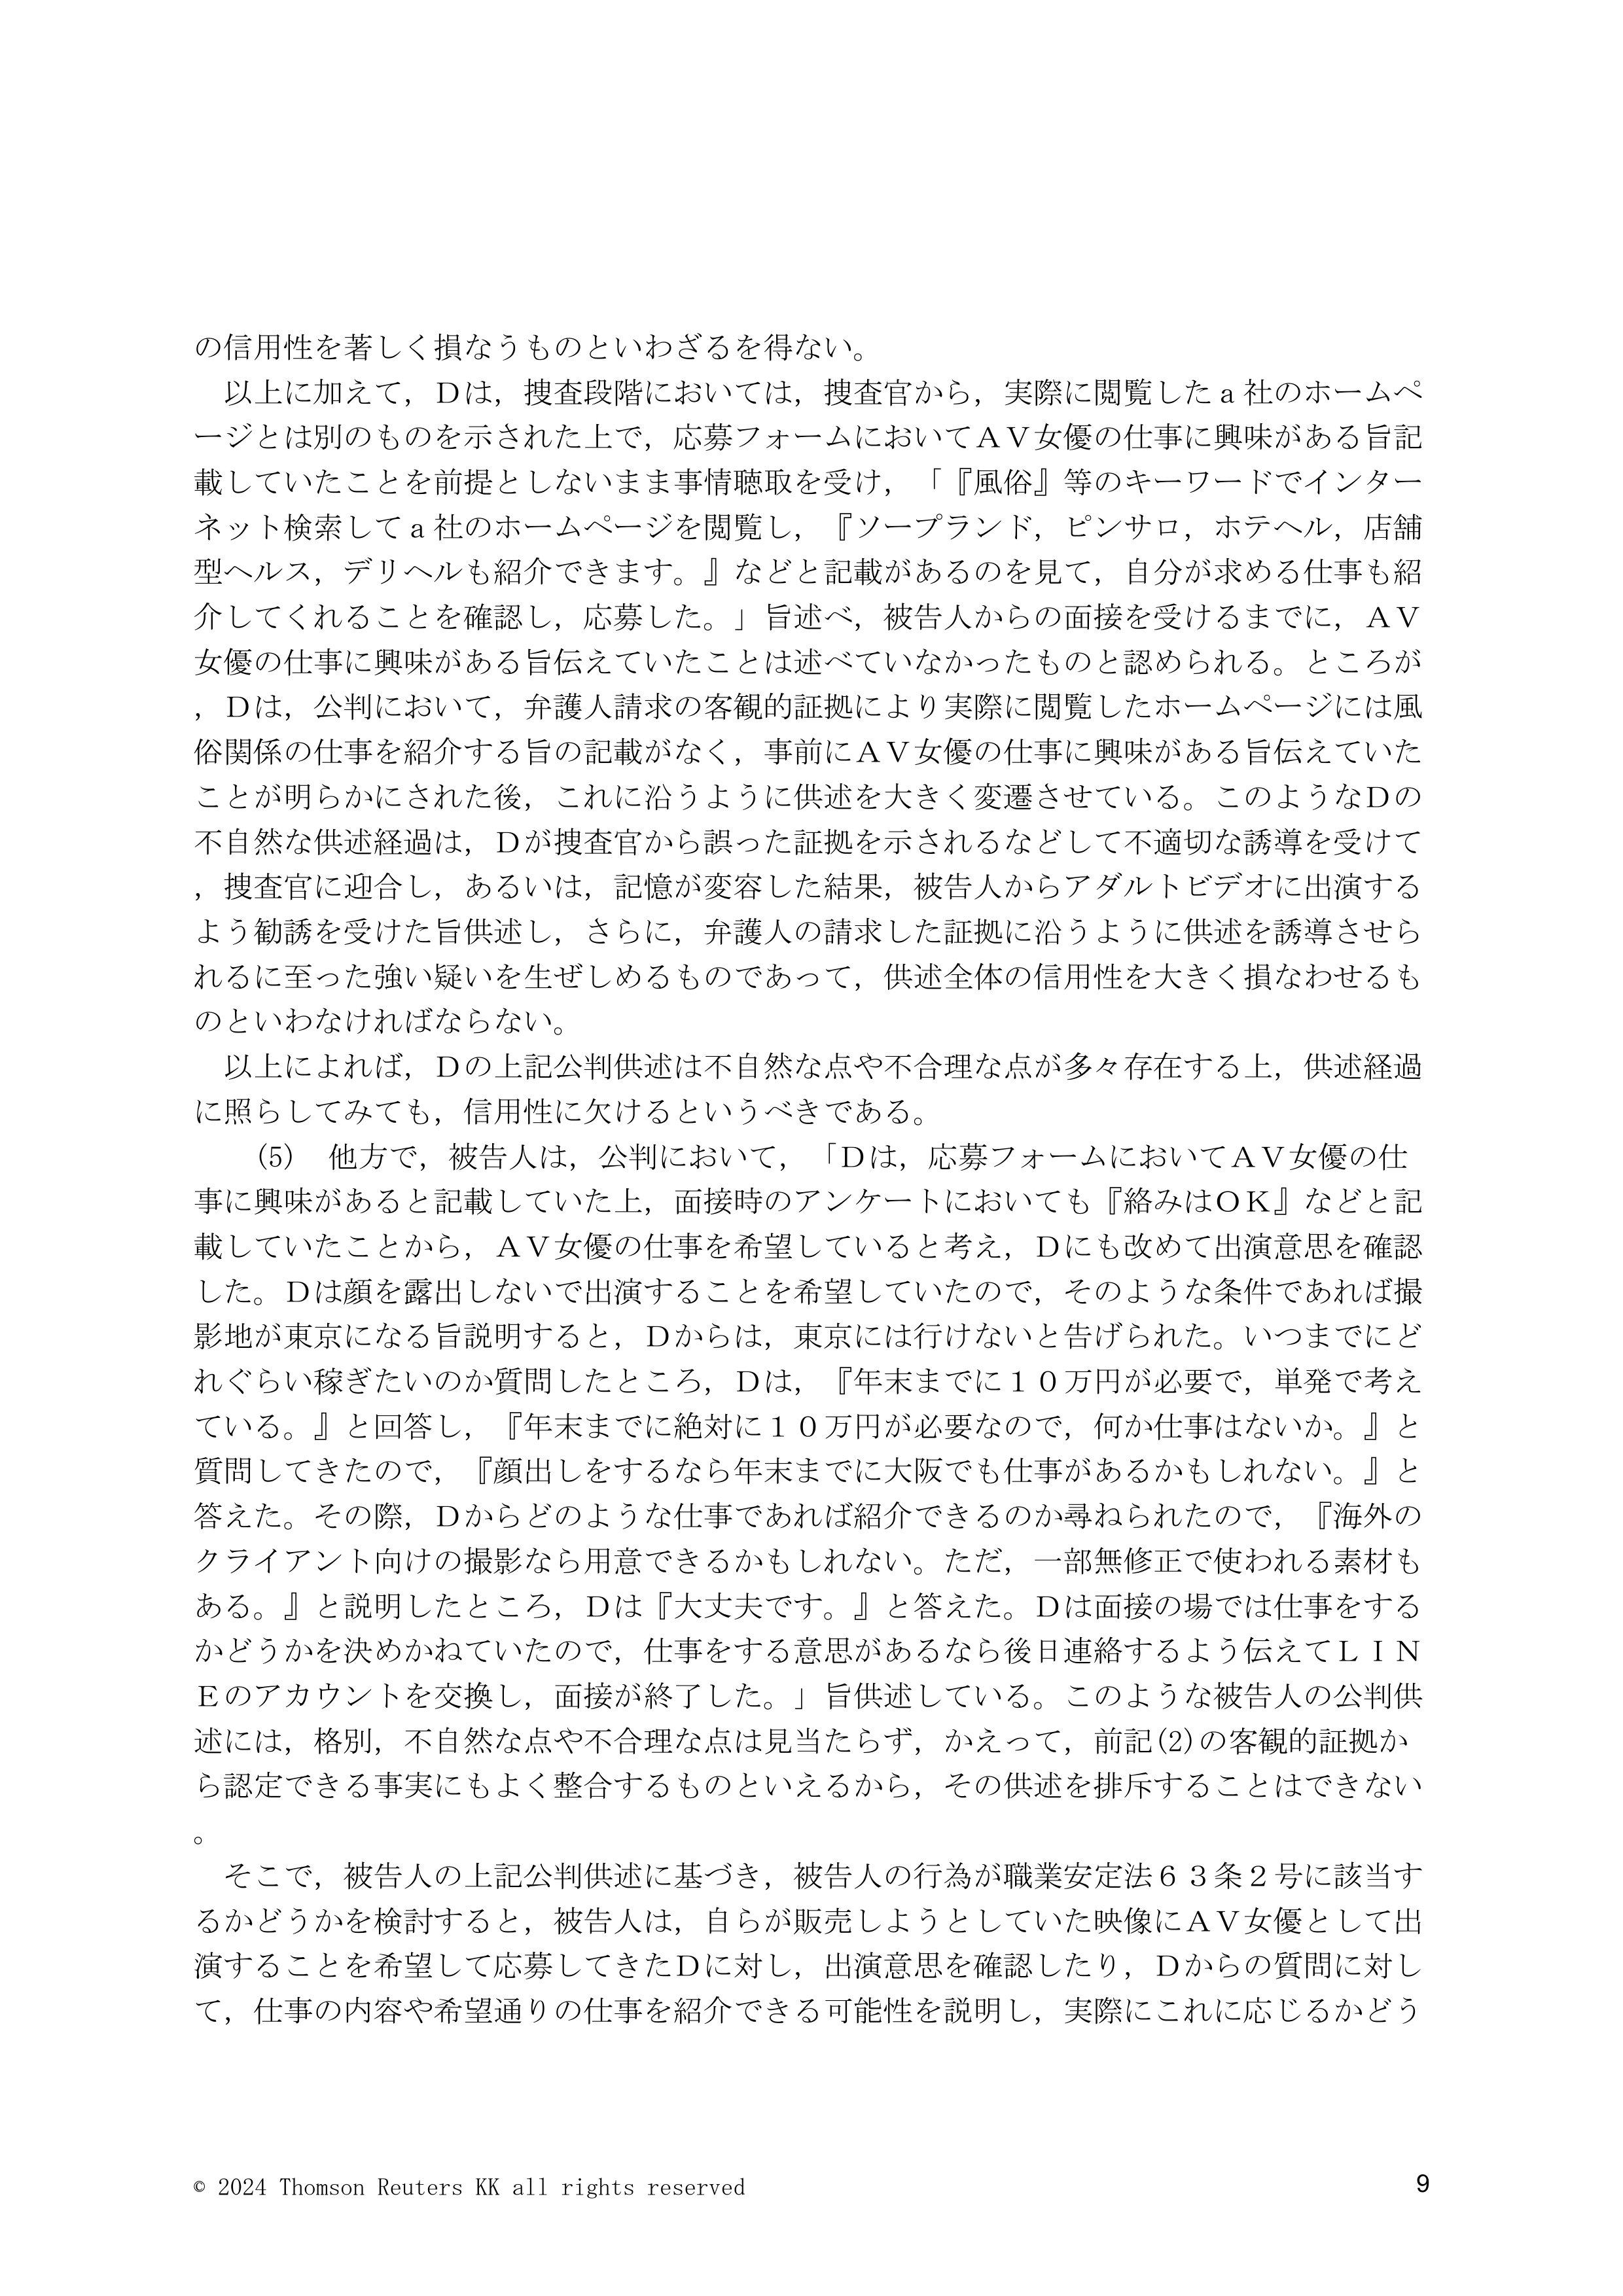 の信用性を著しく損なうものといわざるを得ない。
　以上に加えて，Ｄは，捜査段階においては，捜査官から，実際に閲覧したａ社のホームペ
ージとは別のものを示された上で，応募フォームにおいてＡＶ女優の仕事に興味がある旨記
載していたことを前提としないまま事情聴取を受け，「『風俗』等のキーワードでインター
ネット検索してａ社のホームページを閲覧し，『ソープランド，ピンサロ，ホテヘル，店舗
型ヘルス，デリヘルも紹介できます。』などと記載があるのを見て，自分が求める仕事も紹
介してくれることを確認し，応募した。」旨述べ，被告人からの面接を受けるまでに，ＡＶ
女優の仕事に興味がある旨伝えていたことは述べていなかったものと認められる。ところが
，Ｄは，公判において，弁護人請求の客観的証拠により実際に閲覧したホームページには風
俗関係の仕事を紹介する旨の記載がなく，事前にＡＶ女優の仕事に興味がある旨伝えていた
ことが明らかにされた後，これに沿うように供述を大きく変遷させている。このようなＤの
不自然な供述経過は，Ｄが捜査官から誤った証拠を示されるなどして不適切な誘導を受けて
，捜査官に迎合し，あるいは，記憶が変容した結果，被告人からアダルトビデオに出演する
よう勧誘を受けた旨供述し，さらに，弁護人の請求した証拠に沿うように供述を誘導させら
れるに至った強い疑いを生ぜしめるものであって，供述全体の信用性を大きく損なわせるも
のといわなければならない。
　以上によれば，Ｄの上記公判供述は不自然な点や不合理な点が多々存在する上，供述経過
に照らしてみても，信用性に欠けるというべきである。
　　(5)　他方で，被告人は，公判において，「Ｄは，応募フォームにおいてＡＶ女優の仕
事に興味があると記載していた上，面接時のアンケートにおいても『絡みはＯＫ』などと記
載していたことから，ＡＶ女優の仕事を希望していると考え，Ｄにも改めて出演意思を確認
した。Ｄは顔を露出しないで出演することを希望していたので，そのような条件であれば撮
影地が東京になる旨説明すると，Ｄからは，東京には行けないと告げられた。いつまでにど
れぐらい稼ぎたいのか質問したところ，Ｄは，『年末までに１０万円が必要で，単発で考え
ている。』と回答し，『年末までに絶対に１０万円が必要なので，何か仕事はないか。』と
質問してきたので，『顔出しをするなら年末までに大阪でも仕事があるかもしれない。』と
答えた。その際，Ｄからどのような仕事であれば紹介できるのか尋ねられたので，『海外の
クライアント向けの撮影なら用意できるかもしれない。ただ，一部無修正で使われる素材も
ある。』と説明したところ，Ｄは『大丈夫です。』と答えた。Ｄは面接の場では仕事をする
かどうかを決めかねていたので，仕事をする意思があるなら後日連絡するよう伝えてＬＩＮ
Ｅのアカウントを交換し，面接が終了した。」旨供述している。このような被告人の公判供
述には，格別，不自然な点や不合理な点は見当たらず，かえって，前記(2)の客観的証拠か
ら認定できる事実にもよく整合するものといえるから，その供述を排斥することはできない
。
　そこで，被告人の上記公判供述に基づき，被告人の行為が職業安定法６３条２号に該当す
るかどうかを検討すると，被告人は，自らが販売しようとしていた映像にＡＶ女優として出
演することを希望して応募してきたＤに対し，出演意思を確認したり，Ｄからの質問に対し
て，仕事の内容や希望通りの仕事を紹介できる可能性を説明し，実際にこれに応じるかどう
© 2024 Thomson Reuters KK all rights reserved
9